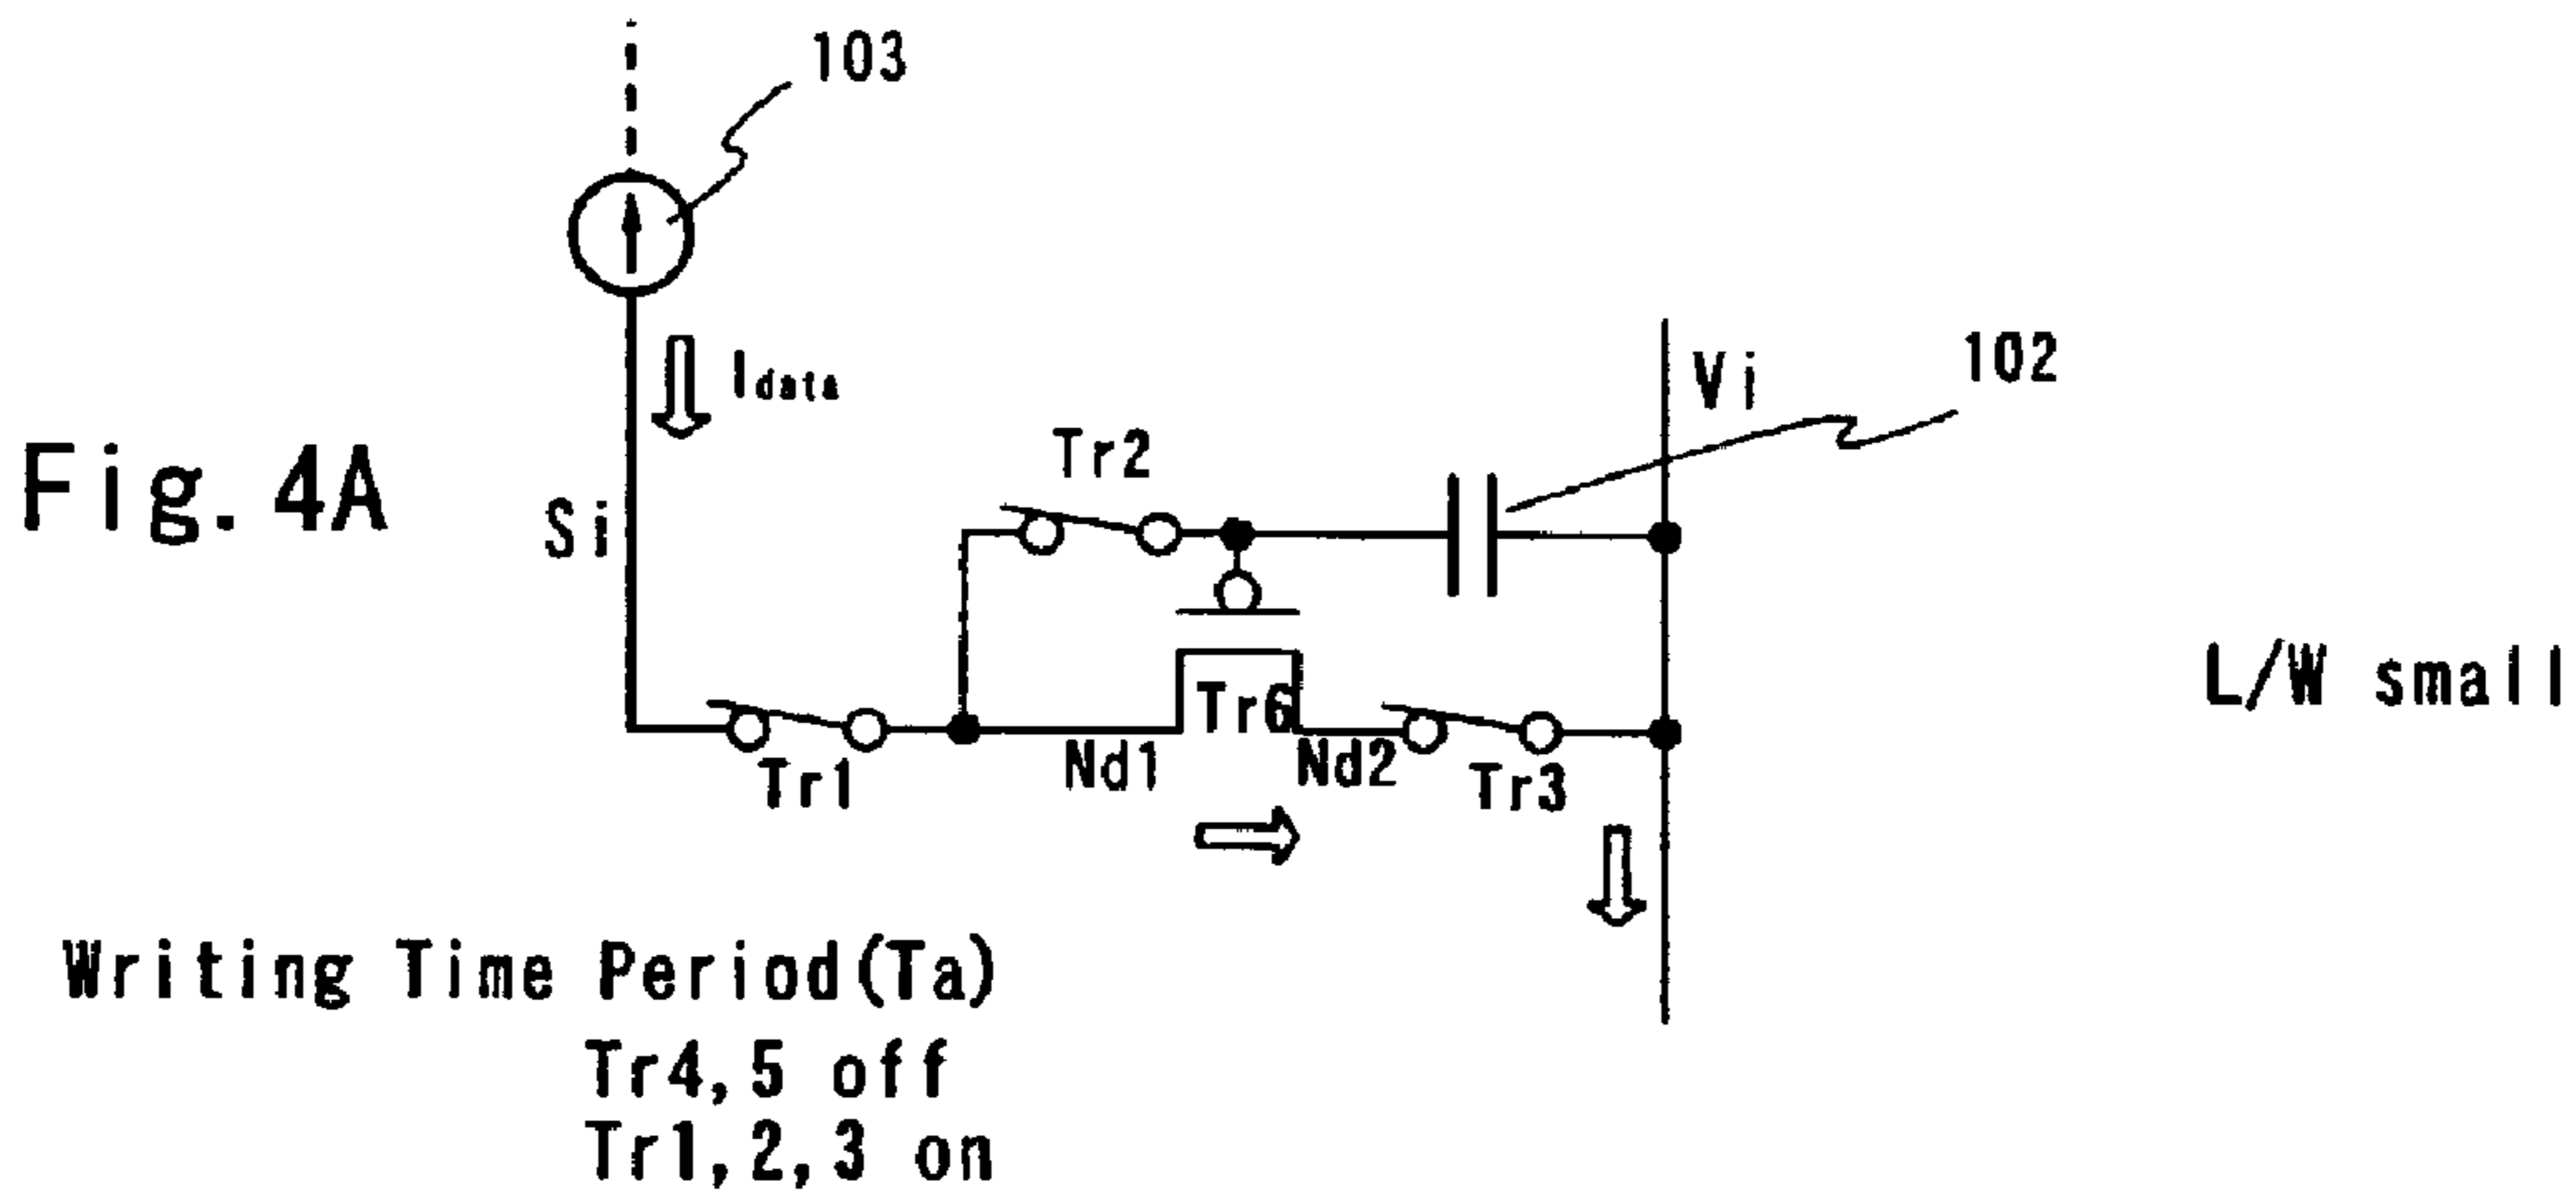 103
Idata
Vi
102
Tr2
Fig. 4A
Si
L/W small
Tr6
Nd1
Nd2
Tr1
Tr3
Writing Time Period(Ta)
Tr4, 5 off
Tr1, 2, 3 on